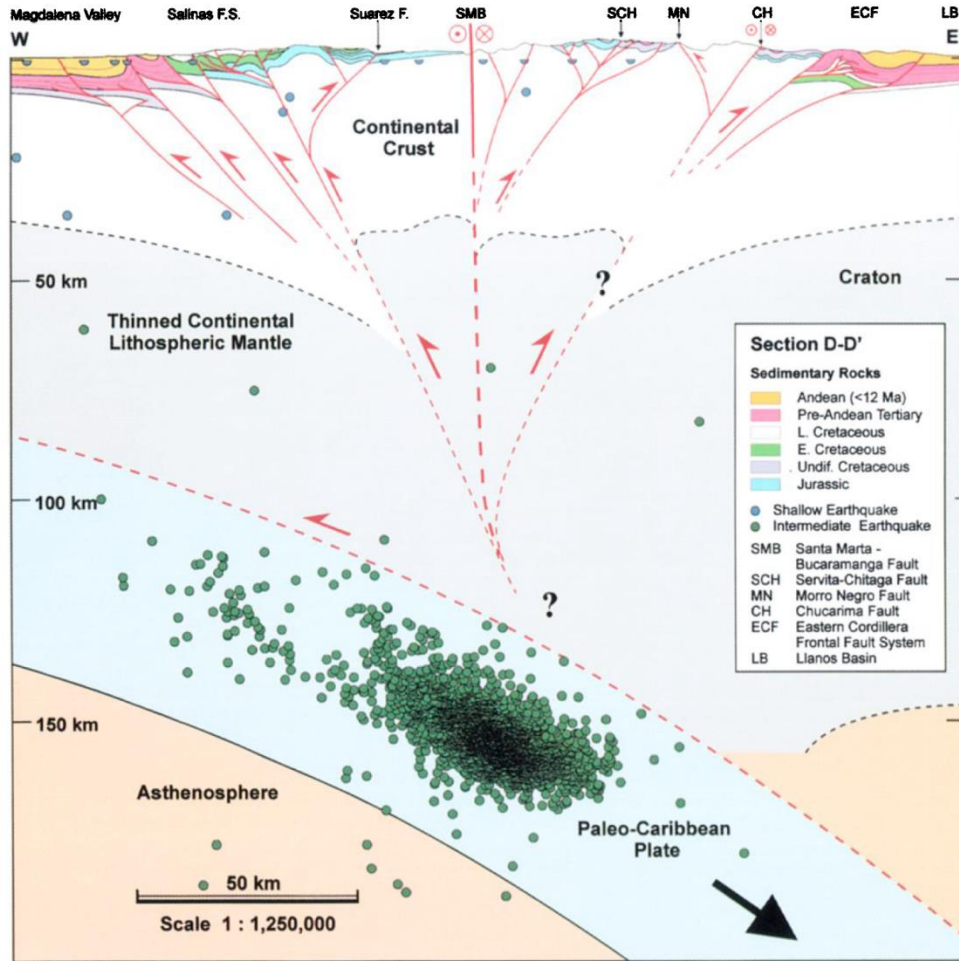 Magdalena Valley Salinas F.S. Suarez F. SMB SCH MN CH ECF LB
W E
Continental
Crust
50 km
?
Craton
Thinned Continental
Lithospheric Mantle
Section D-D'
Sedimentary Rocks
Andean (<12 Ma)
Pre-Andean Tertiary
L. Cretaceous
E. Cretaceous
. Undif. Cretaceous
Jurassic
Shallow Earthquake
Intermediate Earthquake
SMB Santa Marta -
Bucaramanga Fault
SCH Servita-Chitaga Fault
MN Morro Negro Fault
CH Chucarima Fault
ECF Eastern Cordillera
Frontal Fault System
LB Llanos Basin
100 km
?
150 km
Asthenosphere
Paleo-Caribbean
Plate
50 km
Scale 1 : 1,250,000